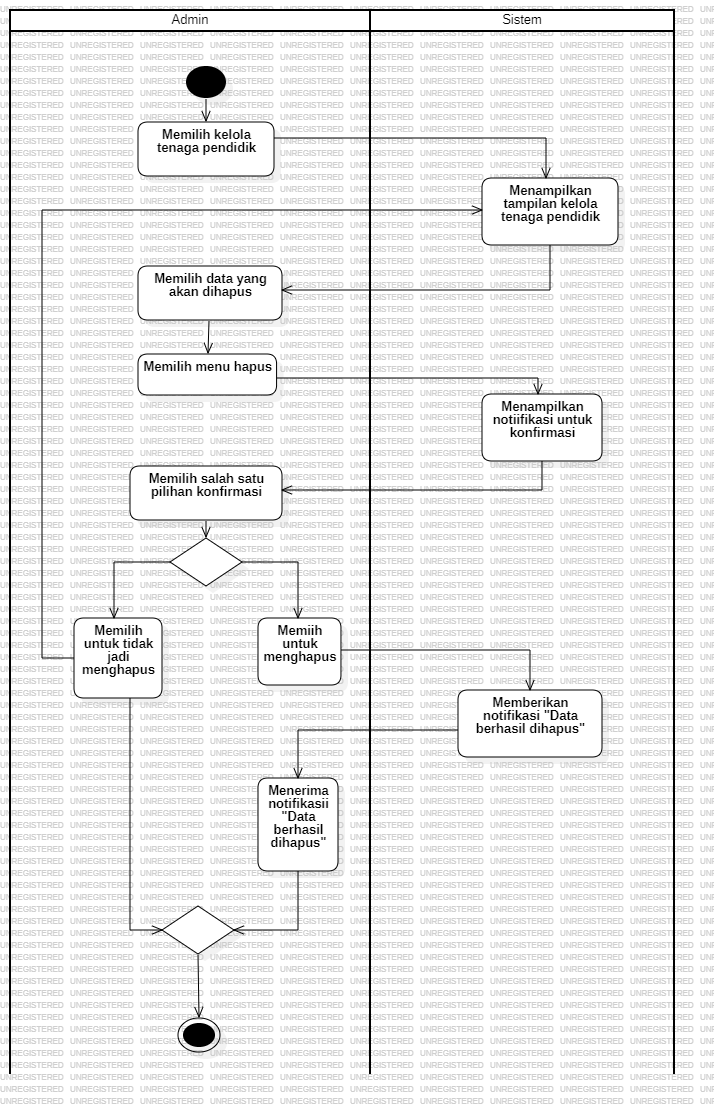 Admin
Sistem
Memilih kelola
tenaga pendidik
Menampilkan
tampilan kelola
tenaga pendidik
Memilih data yang
akan dihapus
Memilih menu hapus
Menampilkan
notiifikasi untuk
konfirmasi
Memilih salah satu
pilihan konfirmasi
Memilih
untuk tidak
jadi
menghapus
Memiih
untuk
menghapus
Memberikan
notifikasi "Data
berhasil dihapus"
Menerima
notifikasii
"Data
berhasil
dihapus"
UNREGISTERED